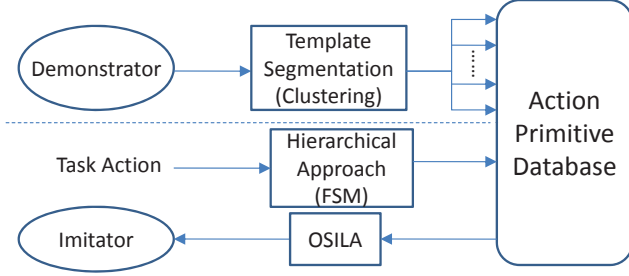 Demonstrator
Template
Segmentation
(Clustering)
Action
Primitive
Database
Task Action
Hierarchical
Approach
(FSM)
Imitator
OSILA